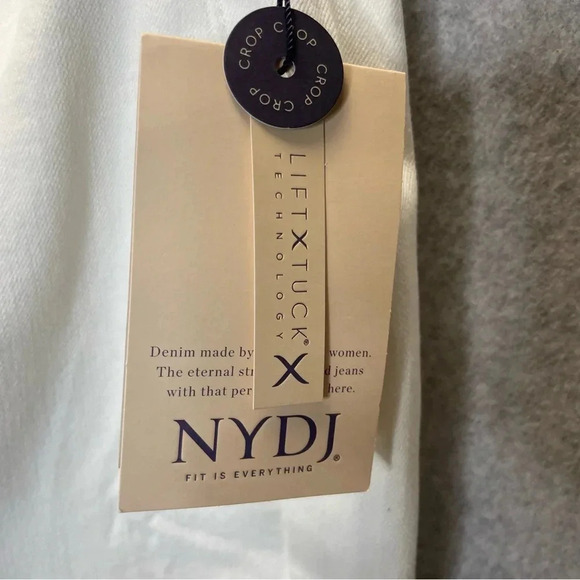 CROP CROP CROP CROP
LIFTXTUCK®
TECHNOLOGY
X
Denim made by women.
The eternal jeans
with that here.
NYDJ®
FIT IS EVERYTHING